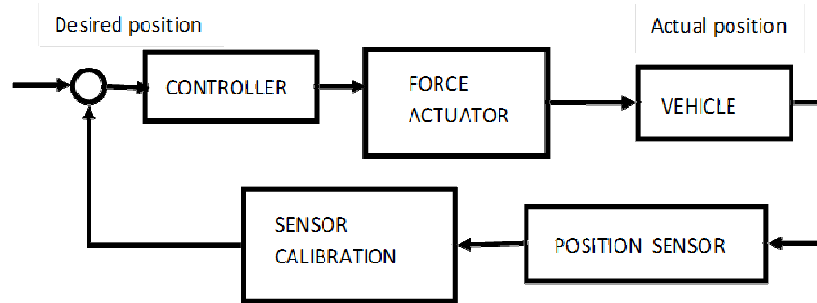 Desired position
Actual position
CONTROLLER
FORCE
ACTUATOR
VEHICLE
SENSOR
CALIBRATION
POSITION SENSOR